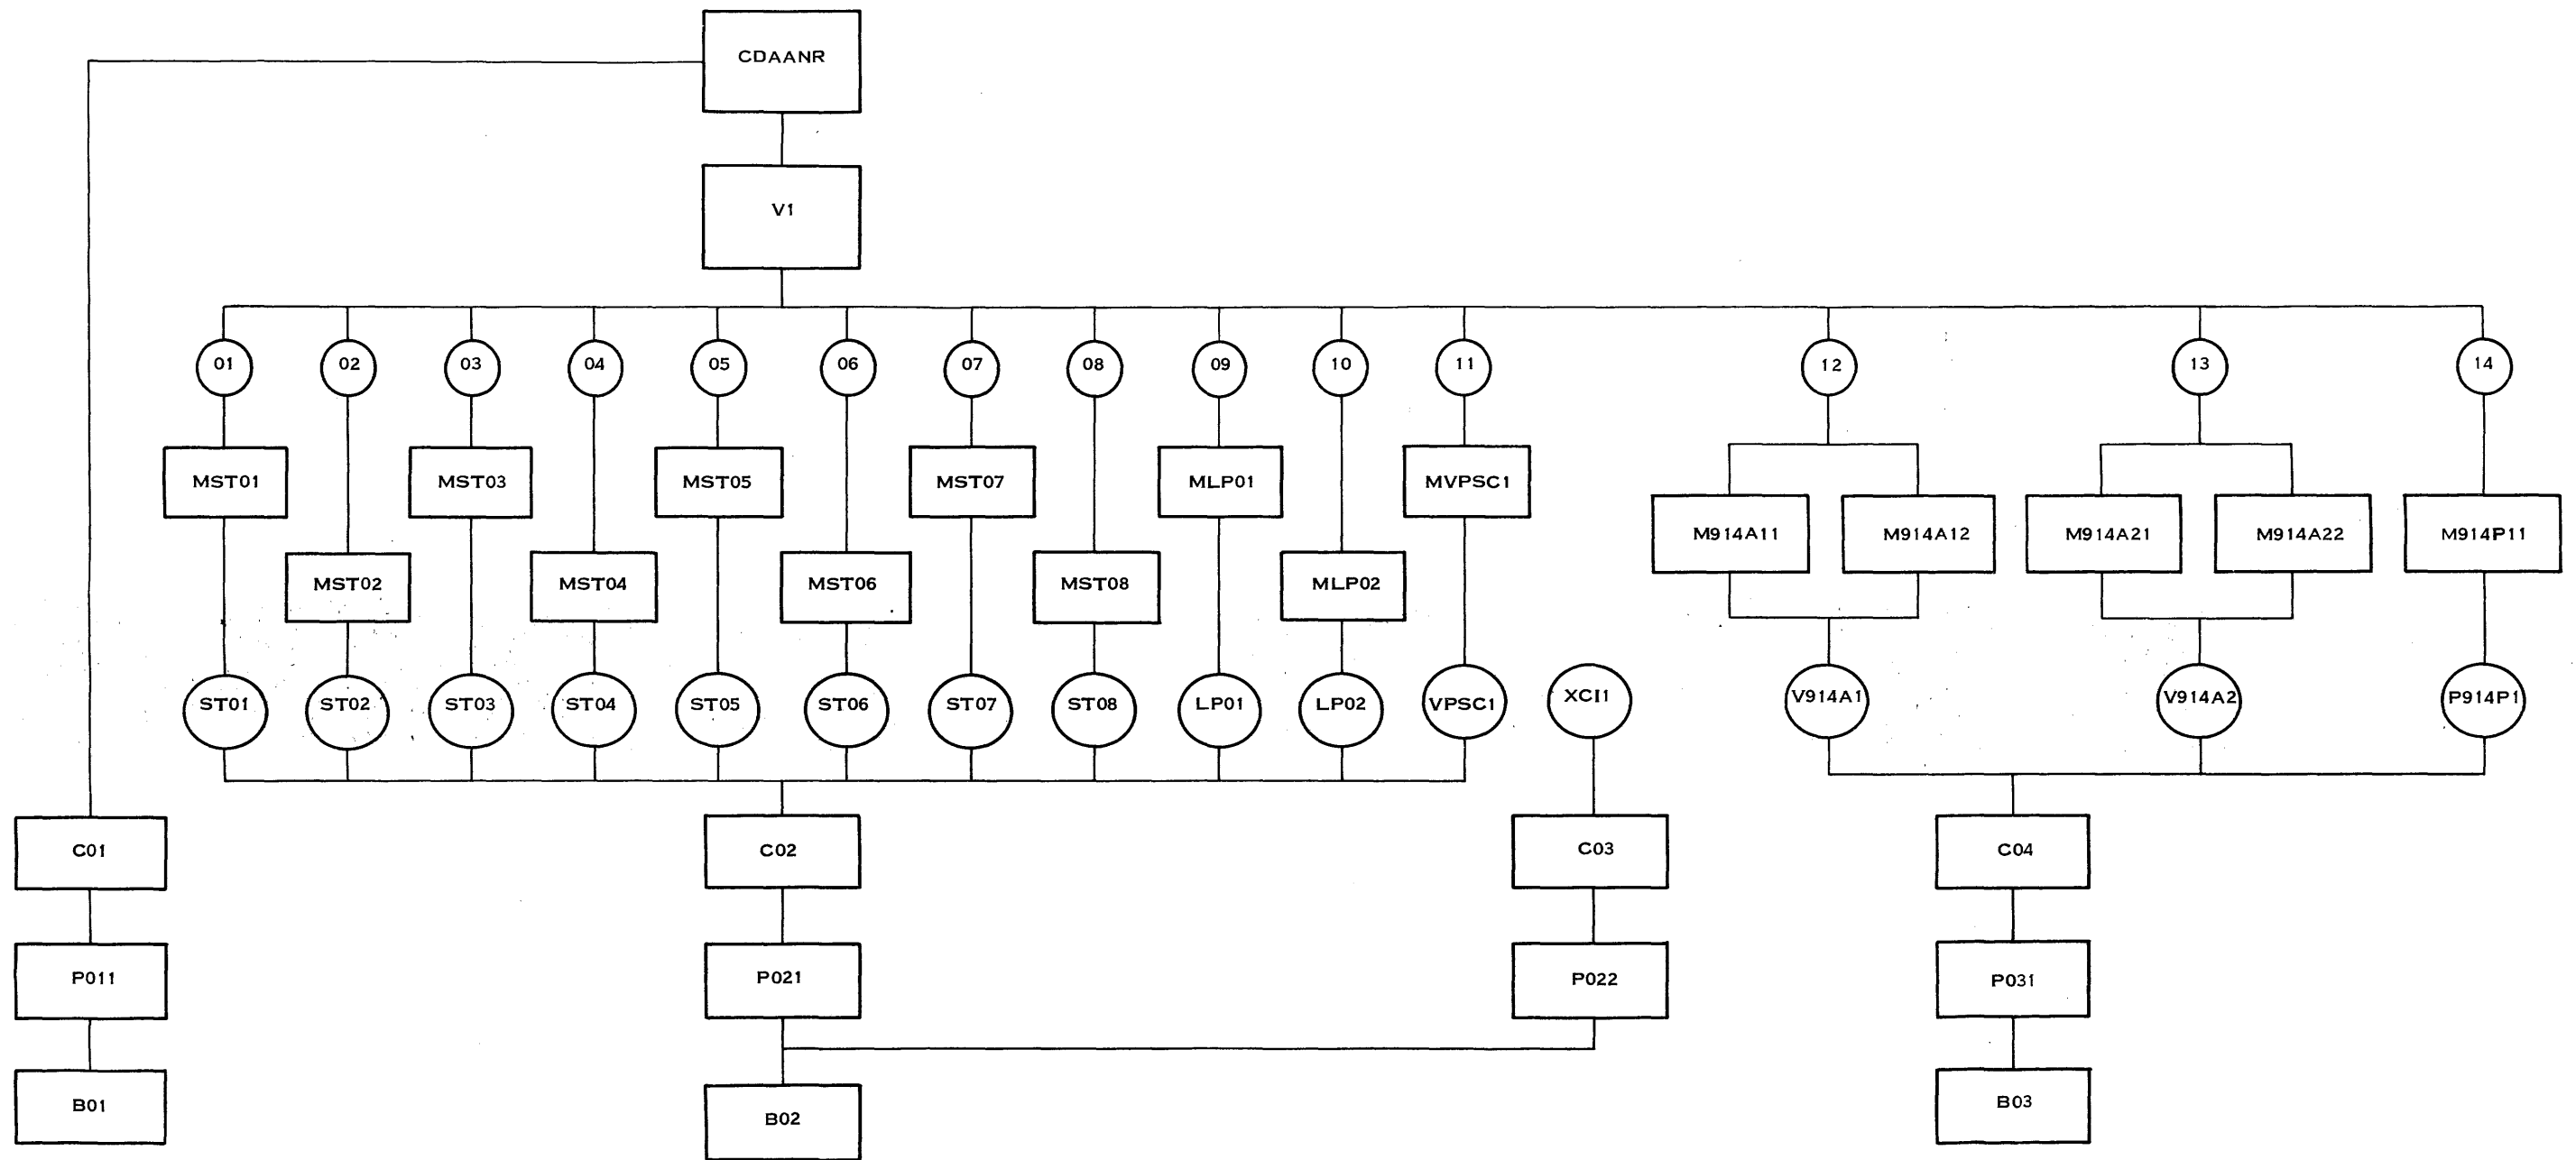 CDAANR
V1
01 02 03 04 05 06 07 08 09 10 11 12 13 14
MST01 MST03 MST05 MST07 MLP01 MVPSC1
M914A11 M914A12 M914A21 M914A22 M914P11
MST02 MST04 MST06 MST08 MLP02
ST01 ST02 ST03 ST04 ST05 ST06 ST07 ST08 LP01 LP02 VPSC1 XCI1 V914A1 V914A2 P914P1
C01 C02 C03 C04
P011 P021 P022 P031
B01 B02 B03